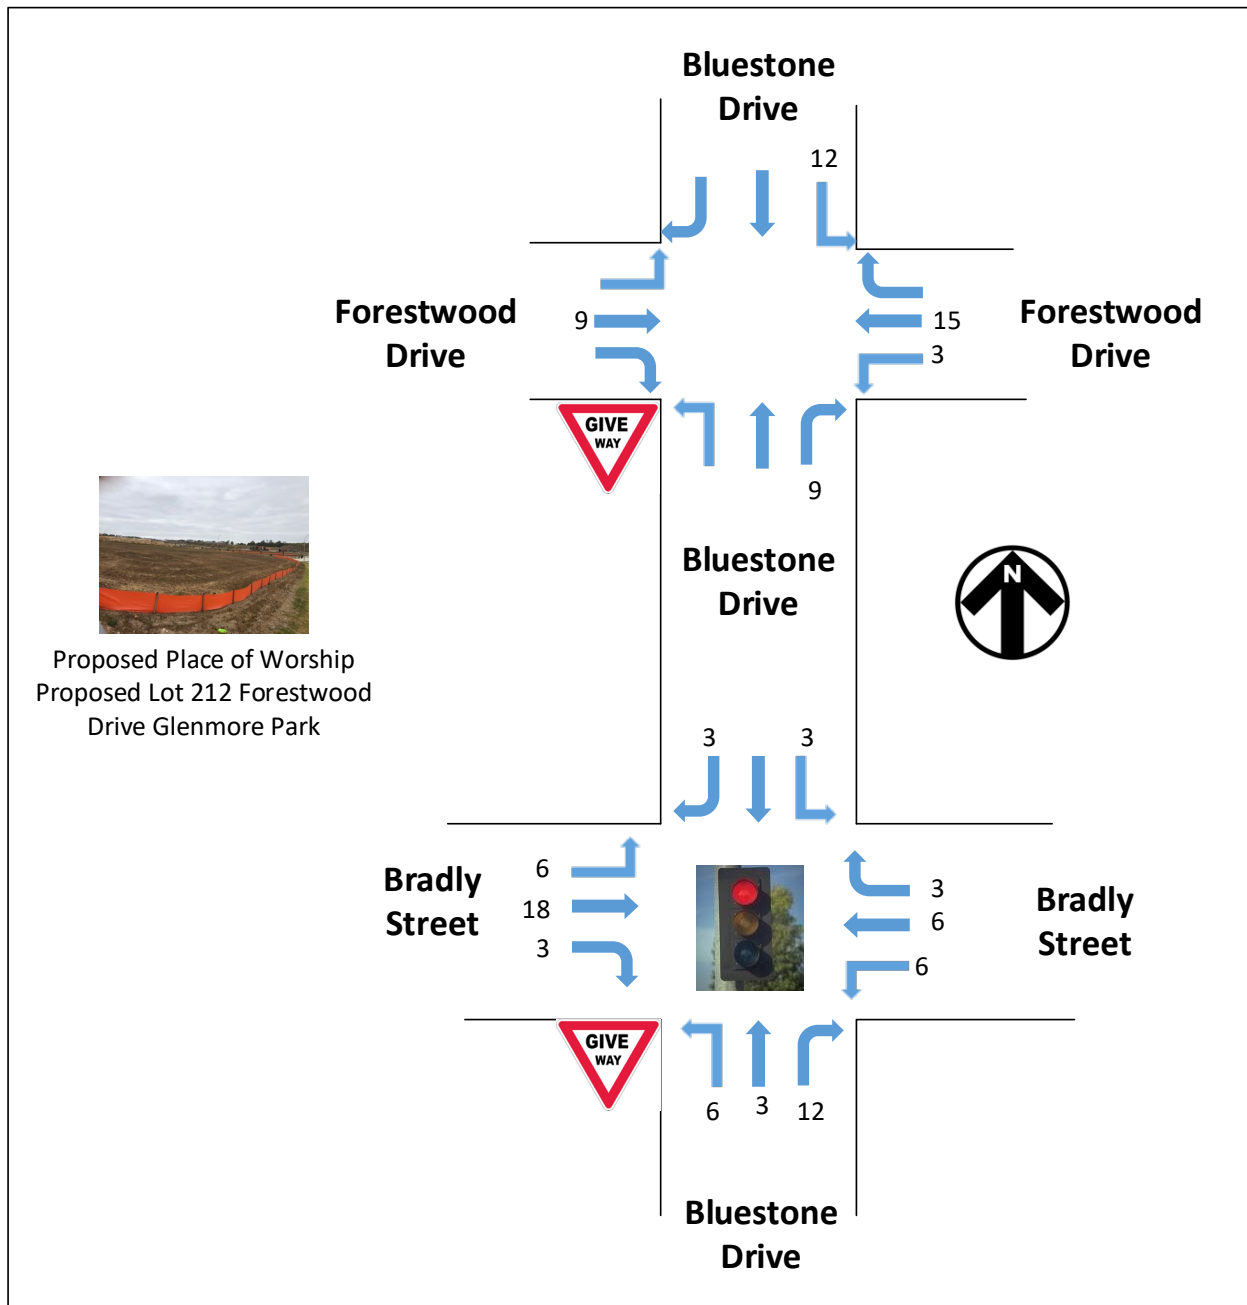 Bluestone
Drive
12
Forestwood
Drive
9
15
3
Forestwood
Drive
GIVE
WAY
9
Bluestone
Drive
N
Proposed Place of Worship
Proposed Lot 212 Forestwood
Drive Glenmore Park
3
3
Bradly
Street
6
18
3
3
6
6
Bradly
Street
GIVE
WAY
6
3
12
Bluestone
Drive